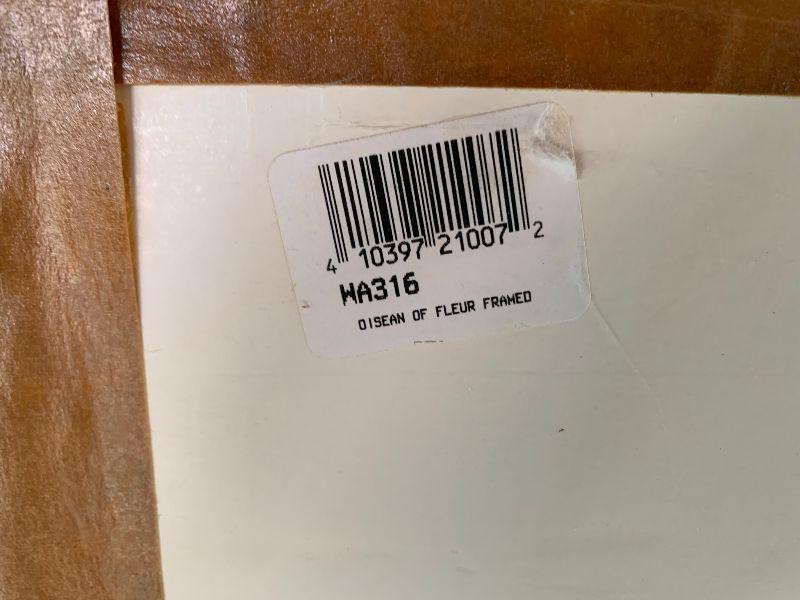 4 10397 21007 2
WA316
OISEAN OF FLEUR FRAMED